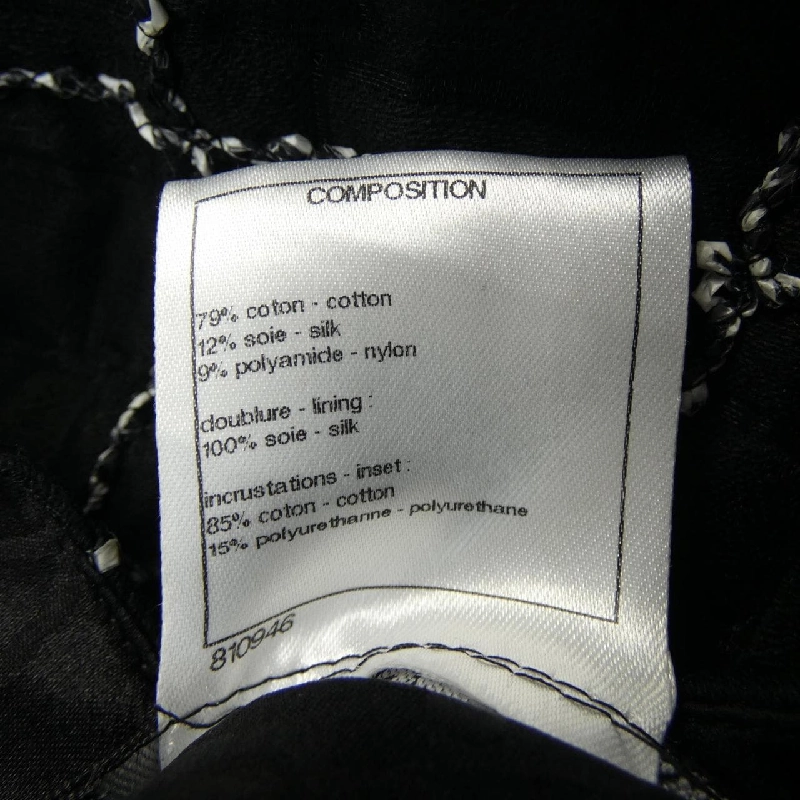 COMPOSITION
79% coton - cotton
12% soie - silk
9% polyamide - nylon
doublure - lining :
100% soie - silk
incrustations - inset :
85% coton - cotton
15% polyurethanne - polyurethane
810946